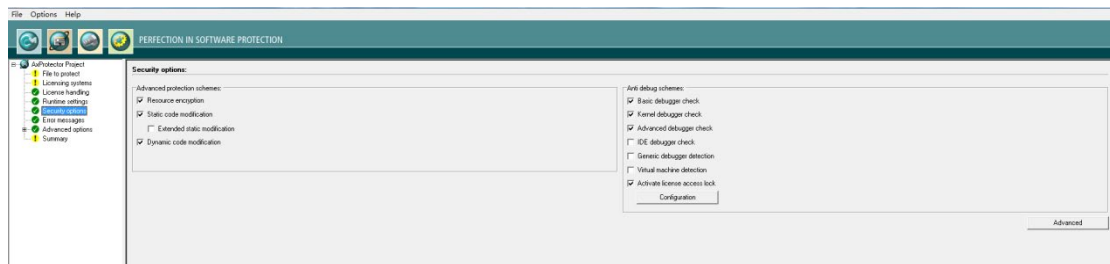 File Options Help
PERFECTION IN SOFTWARE PROTECTION
AxProtector Project
File to protect
Licensing systems
License handling
Runtime settings
Security options
Error messages
Advanced options
Summary
Security options:
Advanced protection schemes:
Resource encryption
Static code modification
Extended static modification
Dynamic code modification
Anti debug schemes:
Basic debugger check
Kernel debugger check
Advanced debugger check
IDE debugger check
Generic debugger detection
Virtual machine detection
Activate license access lock
Configuration
Advanced